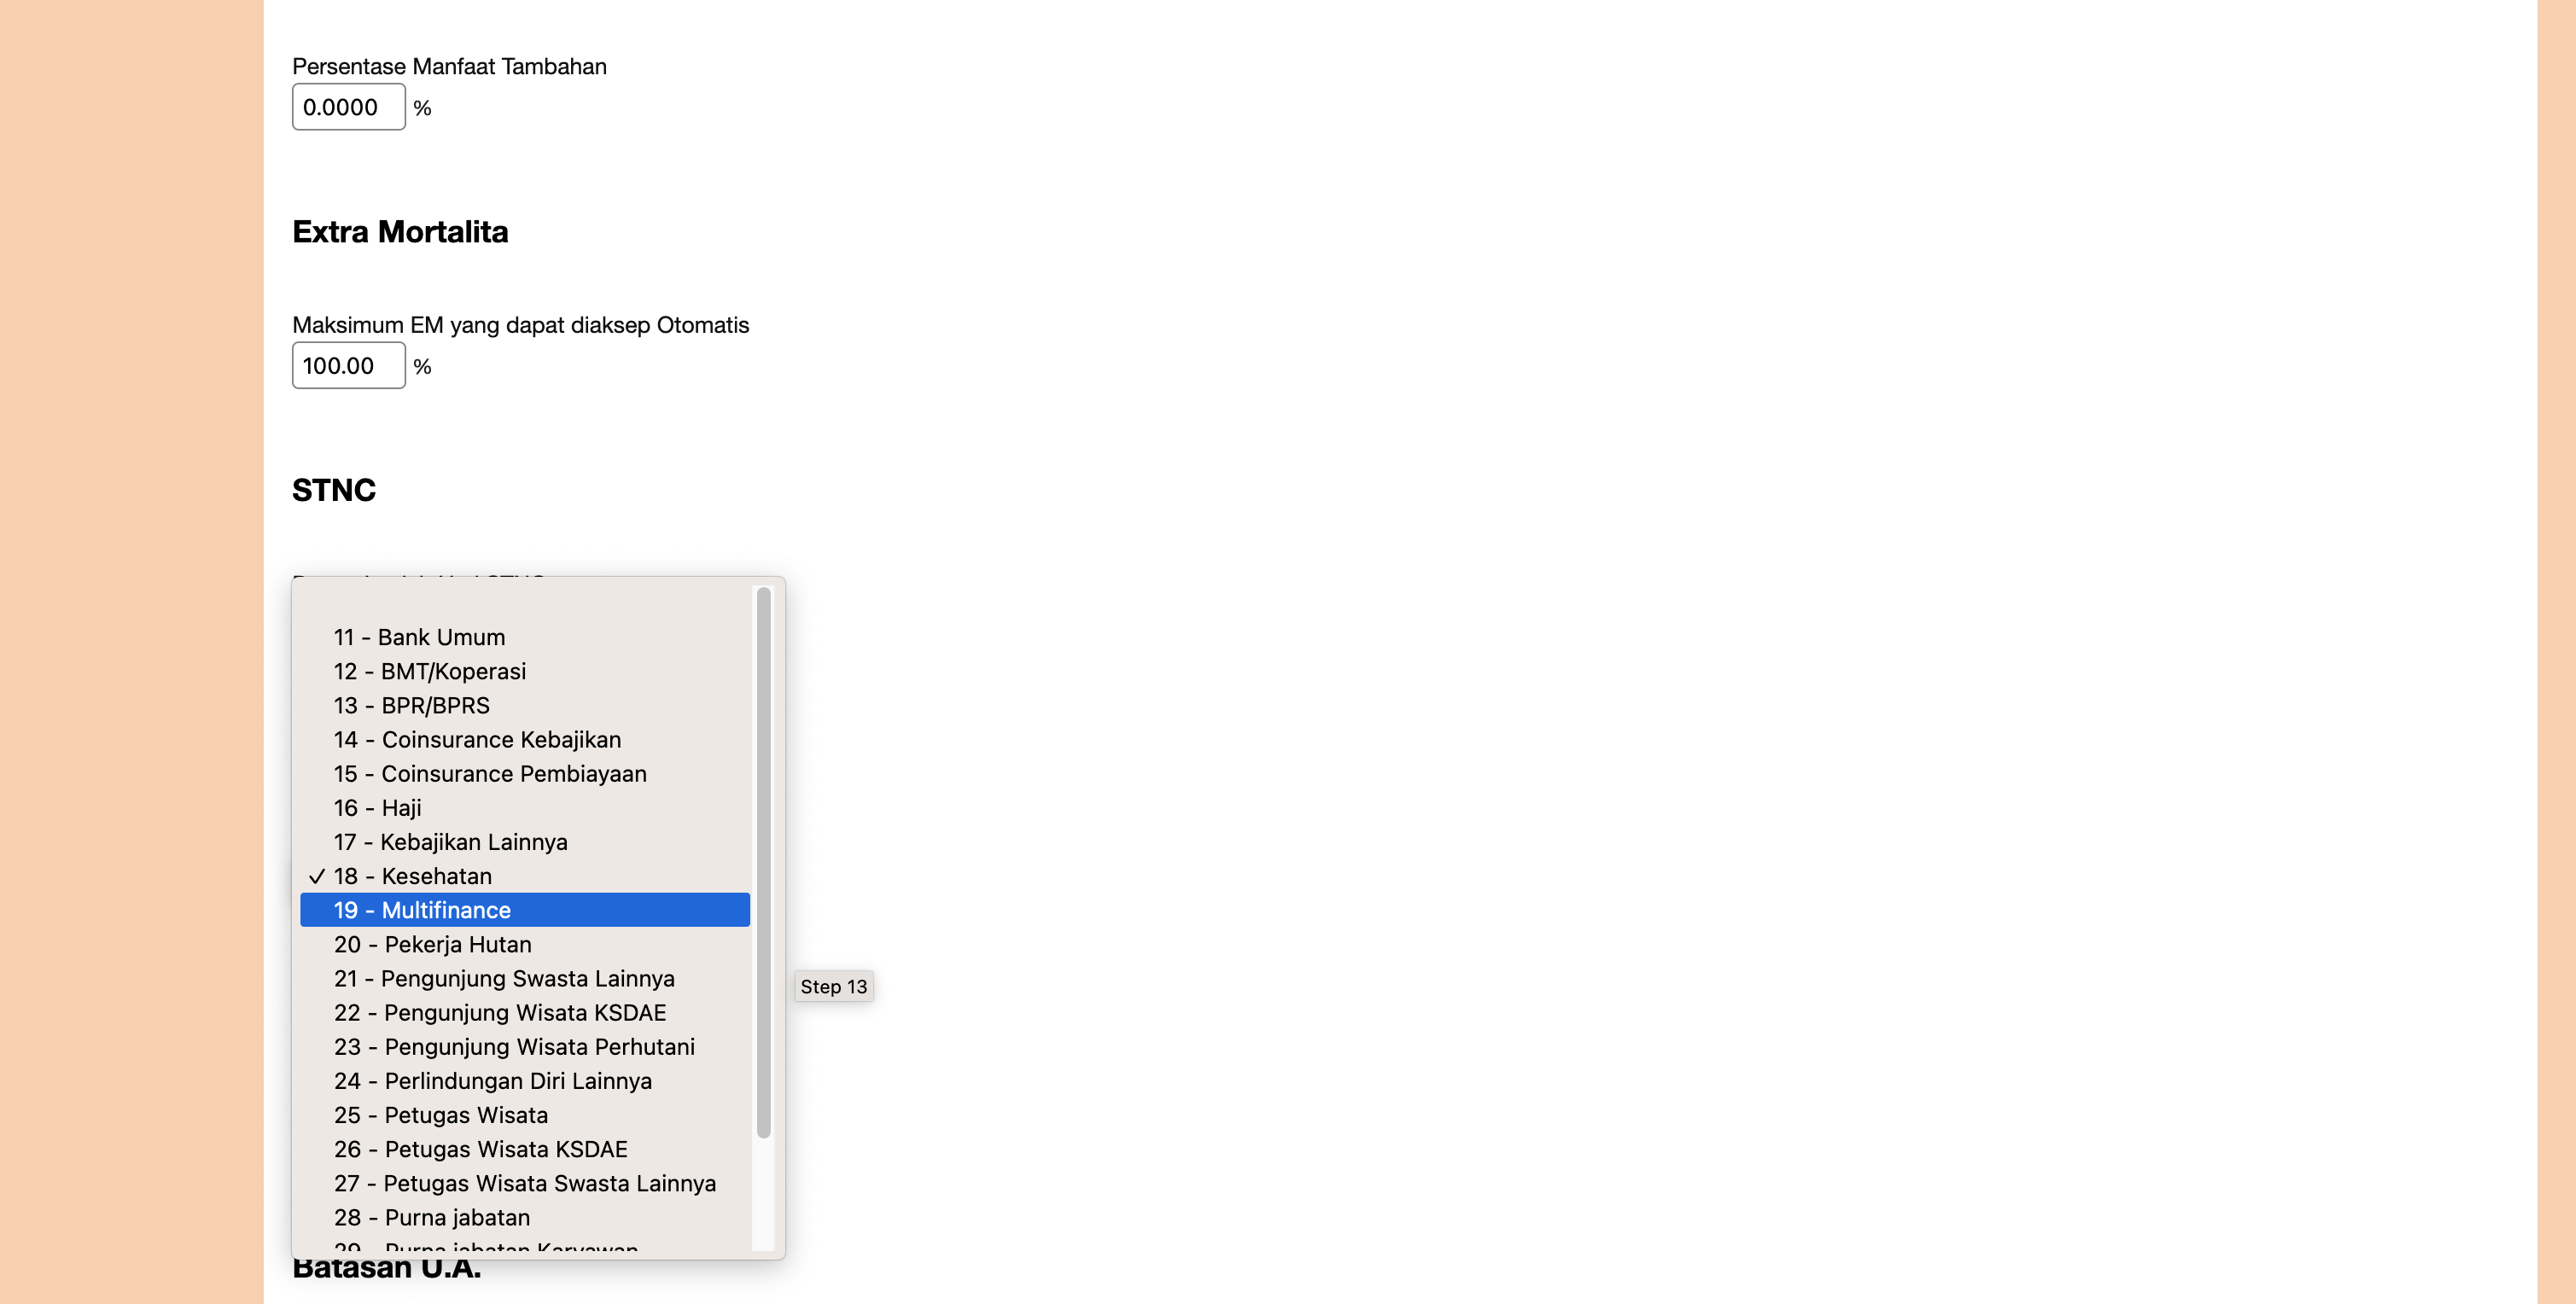 Persentase Manfaat Tambahan
0.0000 %
Extra Mortalita
Maksimum EM yang dapat diaksep Otomatis
100.00 %
STNC
11 - Bank Umum
12 - BMT/Koperasi
13 - BPR/BPRS
14 - Coinsurance Kebajikan
15 - Coinsurance Pembiayaan
16 - Haji
17 - Kebajikan Lainnya
✓ 18 - Kesehatan
19 - Multifinance
20 - Pekerja Hutan
21 - Pengunjung Swasta Lainnya
Step 13
22 - Pengunjung Wisata KSDAE
23 - Pengunjung Wisata Perhutani
24 - Perlindungan Diri Lainnya
25 - Petugas Wisata
26 - Petugas Wisata KSDAE
27 - Petugas Wisata Swasta Lainnya
28 - Purna jabatan
29 - Purna jabatan Karyawan
Batasan U.A.